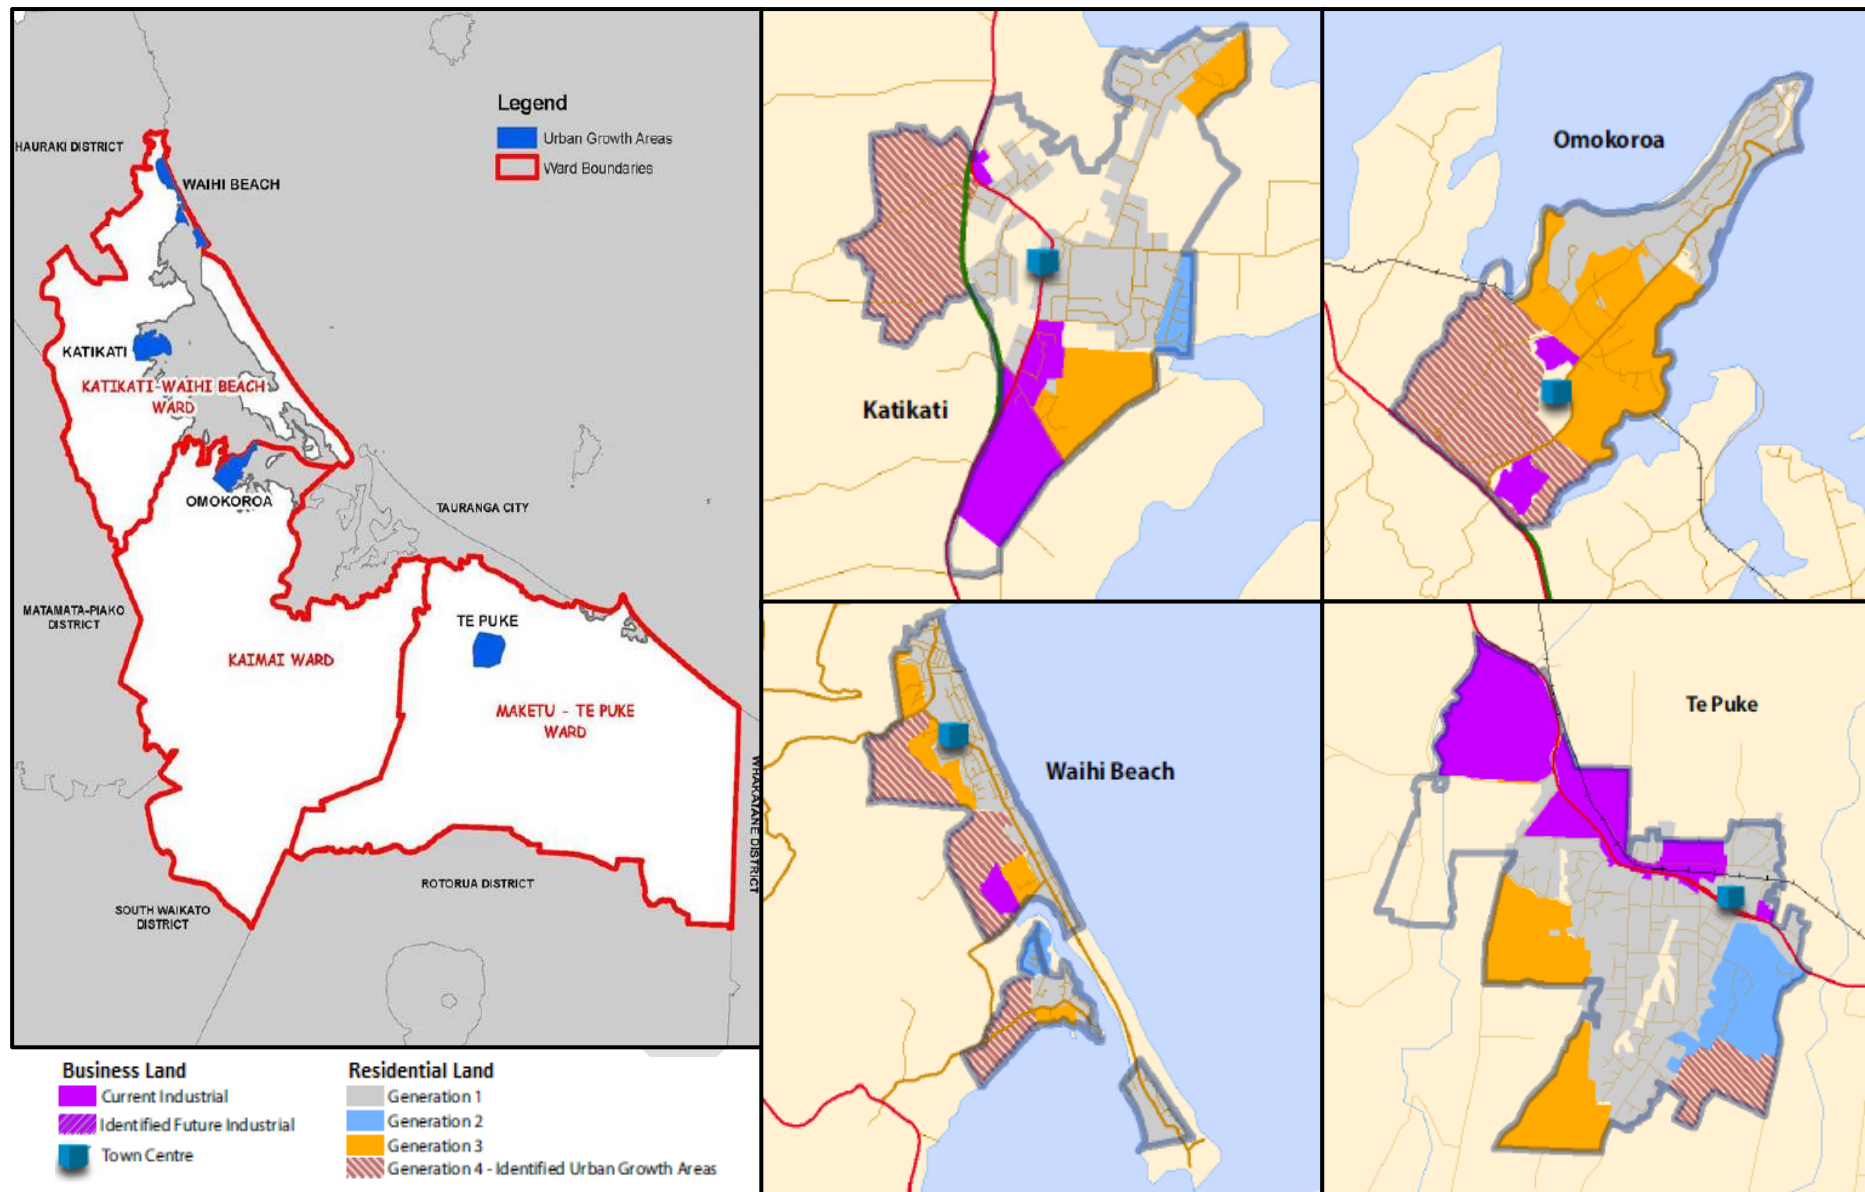 Legend
Urban Growth Areas
Ward Boundaries
HAURAKI DISTRICT
WAIHI BEACH
KATIKATI
KATIKATI-WAIHI BEACH
WARD
OMOKOROA
TAURANGA CITY
MATAMATA-PIAKO
DISTRICT
TE PUKE
KAIMAI WARD
MAKETU - TE PUKE
WARD
WHAKATANE DISTRICT
ROTORUA DISTRICT
SOUTH WAIKATO
DISTRICT
Katikati
Omokoroa
Waihi Beach
Te Puke
Business Land
Current Industrial
Identified Future Industrial
Town Centre
Residential Land
Generation 1
Generation 2
Generation 3
Generation 4 - Identified Urban Growth Areas